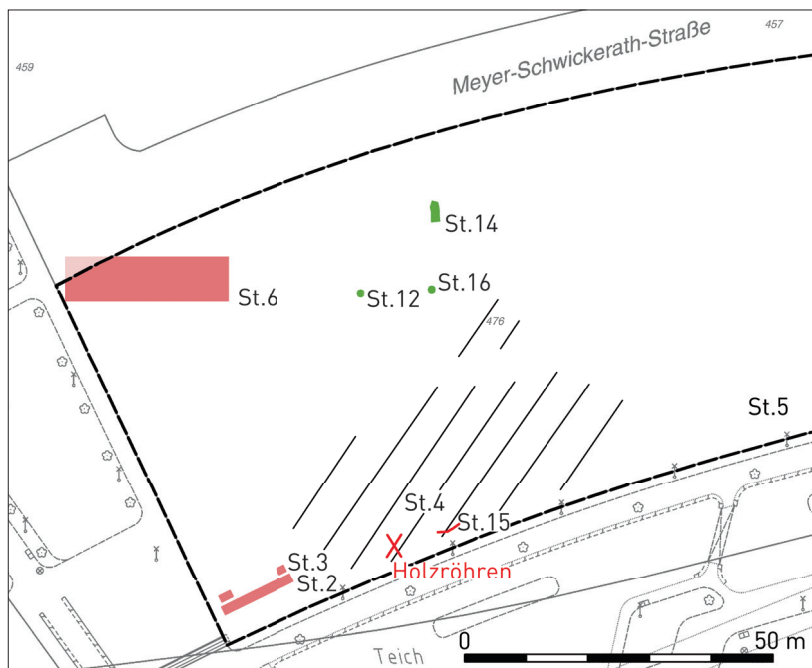 457
459
Meyer-Schwickerath-Straße
St.14
St.16
St.12
St.6
476
St.5
St.4
St.15
St.3
Holzröhren
St.2
0
50 m
Teich